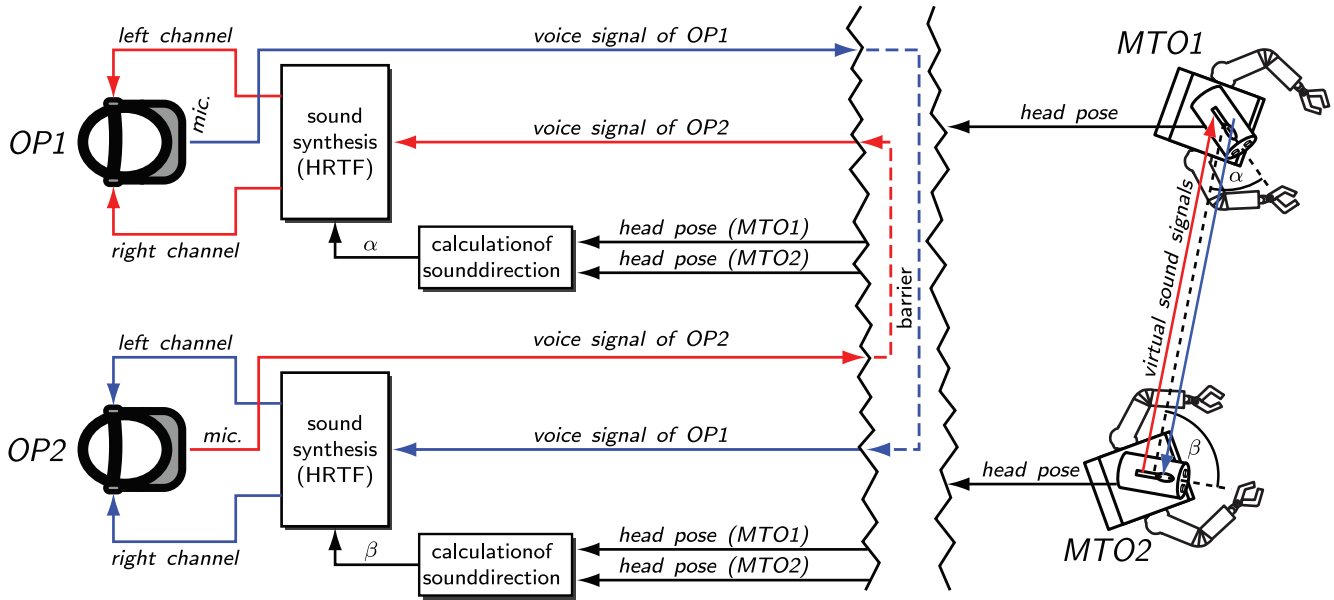 left channel
voice signal of OP1
MTO1
mic.
sound
synthesis
(HRTF)
voice signal of OP2
head pose
OP1
α
right channel
α
calculationof
sounddirection
head pose (MTO1)
head pose (MTO2)
virtual sound signals
barrier
left channel
voice signal of OP2
sound
synthesis
(HRTF)
mic.
voice signal of OP1
OP2
head pose
β
right channel
β
calculationof
sounddirection
head pose (MTO1)
head pose (MTO2)
MTO2